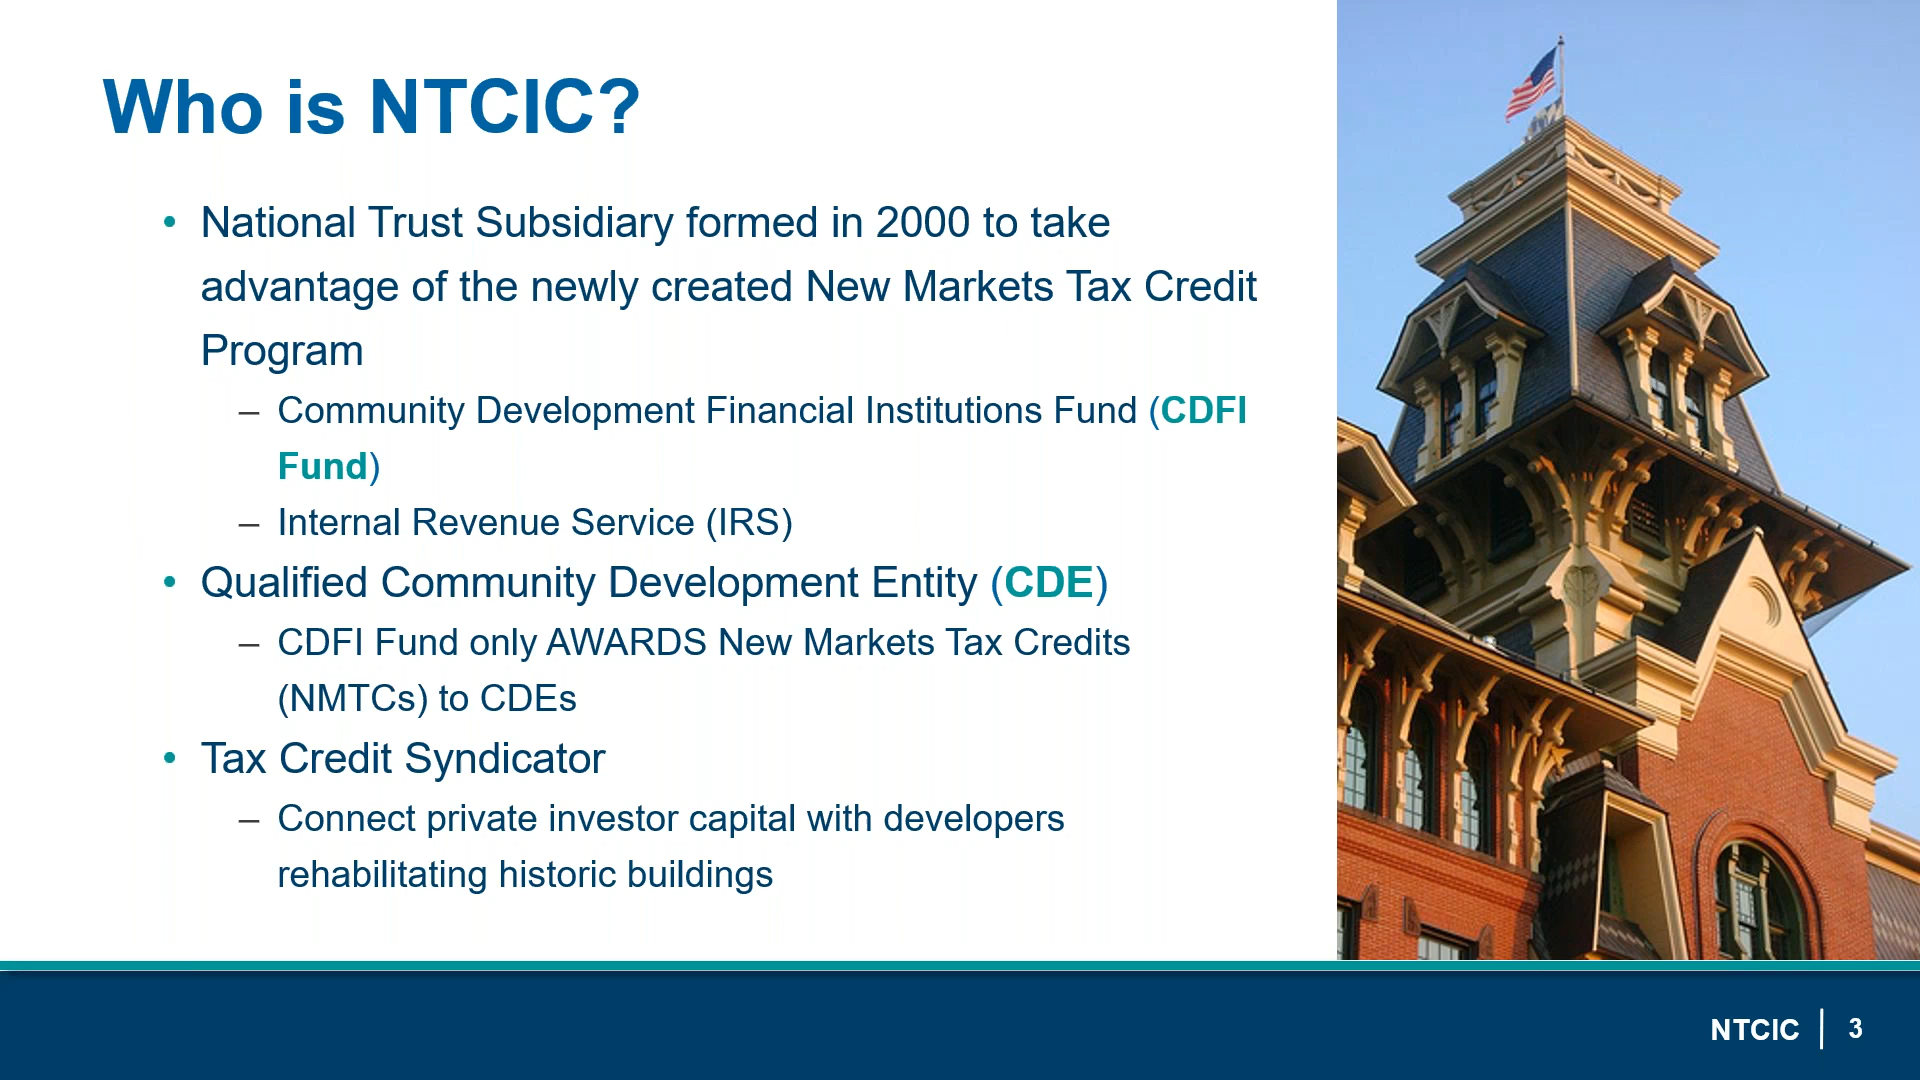 Who is NTCIC?
• National Trust Subsidiary formed in 2000 to take
advantage of the newly created New Markets Tax Credit
Program
– Community Development Financial Institutions Fund (CDFI
Fund)
– Internal Revenue Service (IRS)
• Qualified Community Development Entity (CDE)
– CDFI Fund only AWARDS New Markets Tax Credits
(NMTCs) to CDEs
• Tax Credit Syndicator
– Connect private investor capital with developers
rehabilitating historic buildings
NTCIC | 3